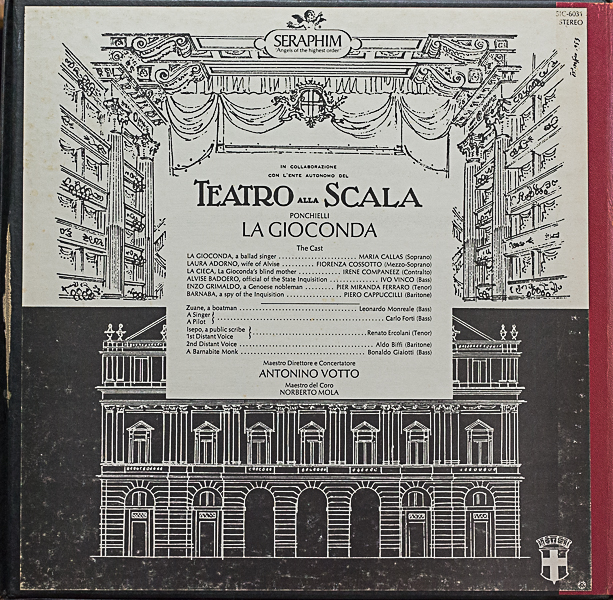 SIC-6031
STEREO
SERAPHIM
"Angels of the highest order"
IN COLLABORAZIONE
CON L'ENTE AUTONOMO DEL
TEATRO ALLA SCALA
PONCHIELLI
LA GIOCONDA
The Cast
LA GIOCONDA, a ballad singer .................... MARIA CALLAS (Soprano)
LAURA ADORNO, wife of Alvise .......... FIORENZA COSSOTTO (Mezzo-Soprano)
LA CIECA, La Gioconda's blind mother ............ IRENE COMPANEEZ (Contralto)
ALVISE BADOERO, official of the State Inquisition ............... IVO VINCO (Bass)
ENZO GRIMALDO, a Genoese nobleman ........ PIER MIRANDA FERRARO (Tenor)
BARNABA, a spy of the Inquisition ................ PIERO CAPPUCCILLI (Baritone)
Zuane, a boatman .......................... Leonardo Monreale (Bass)
A Singer
A Pilot ........................... Carlo Forti (Bass)
Isepo, a public scribe
1st Distant Voice ........................... Renato Ercolani (Tenor)
2nd Distant Voice ........................... Aldo Biffi (Baritone)
A Barnabite Monk ........................... Bonaldo Giaiotti (Bass)
Maestro Direttore e Concertatore
ANTONINO VOTTO
Maestro del Coro
NORBERTO MOLA